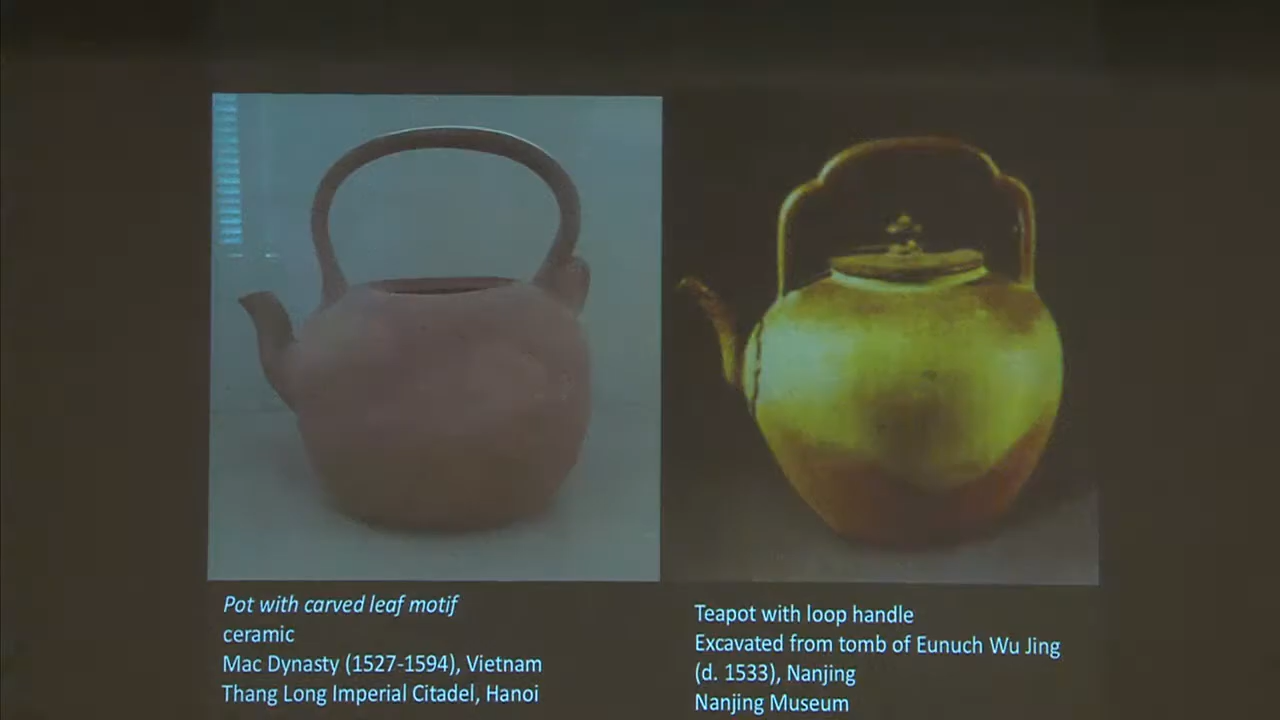 Pot with carved leaf motif
ceramic
Mac Dynasty (1527-1594), Vietnam
Thang Long Imperial Citadel, Hanoi
Teapot with loop handle
Excavated from tomb of Eunuch Wu Jing
(d. 1533), Nanjing
Nanjing Museum